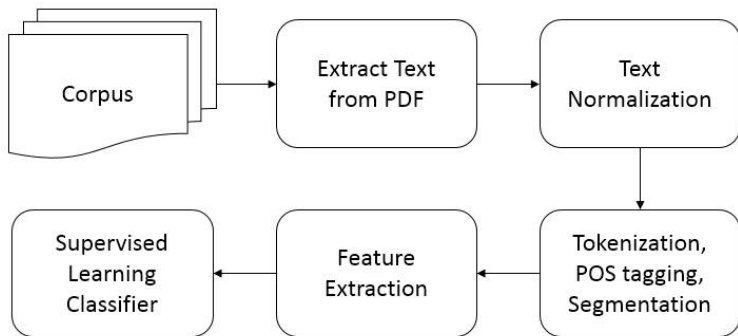 Corpus
Extract Text
from PDF
Text
Normalization
Tokenization,
POS tagging,
Segmentation
Feature
Extraction
Supervised
Learning
Classifier